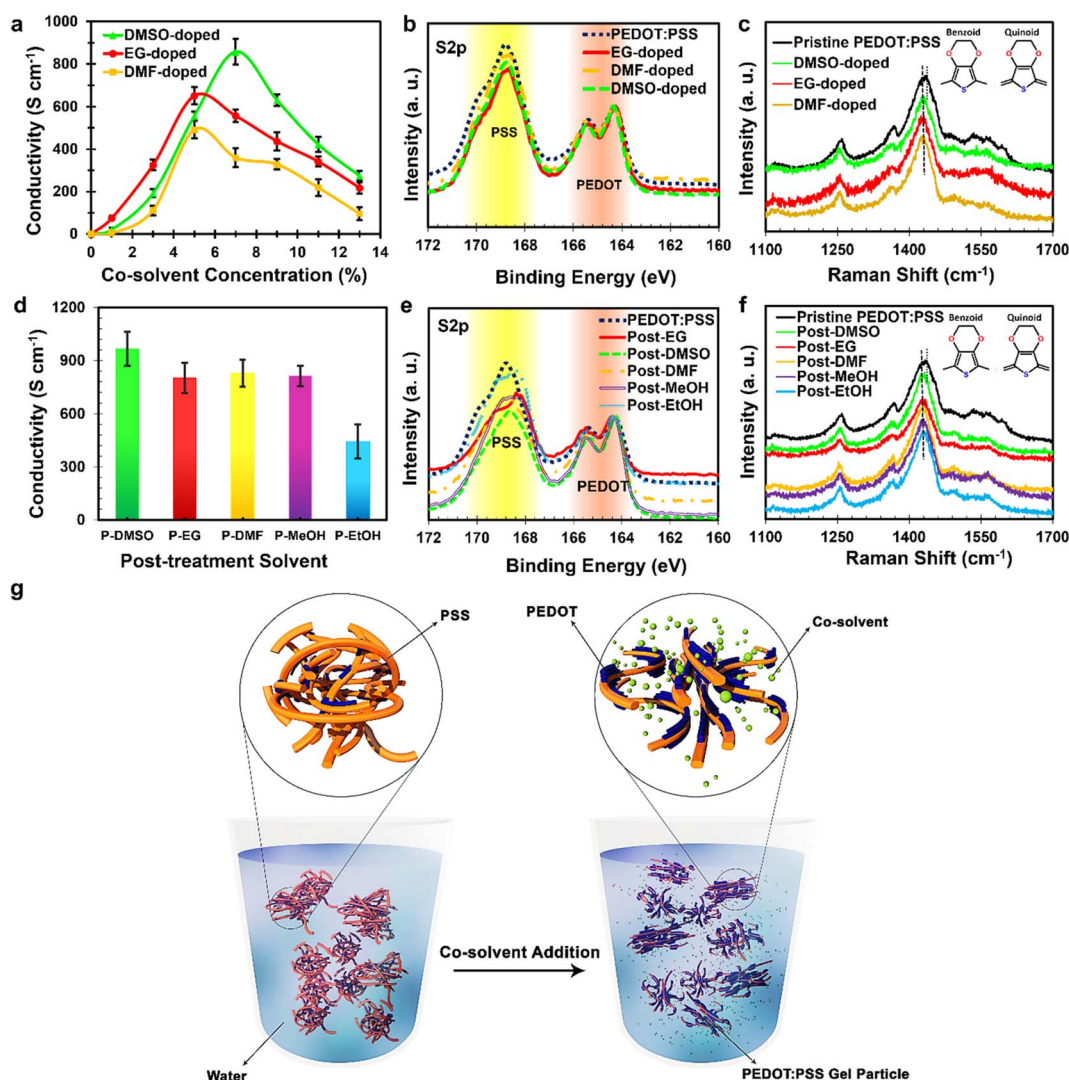 a
Conductivity (S cm-1)
1000
800
600
400
200
0
DMSO-doped
EG-doped
DMF-doped
0 2 4 6 8 10 12 14
Co-solvent Concentration (%)
b
S2p
Intensity (a. u.)
PEDOT:PSS
EG-doped
DMF-doped
DMSO-doped
PSS
PEDOT
172 170 168 166 164 162 160
Binding Energy (eV)
c
Intensity (a. u.)
Pristine PEDOT:PSS
DMSO-doped
EG-doped
DMF-doped
Benzoid Quinoid
O O O O
S S
1100 1250 1400 1550 1700
Raman Shift (cm-1)
d
Conductivity (S cm-1)
1200
900
600
300
0
P-DMSO P-EG P-DMF P-MeOH P-EtOH
Post-treatment Solvent
e
S2p
Intensity (a. u.)
PEDOT:PSS
Post-EG
Post-DMSO
Post-DMF
Post-MeOH
Post-EtOH
PSS
PEDOT
172 170 168 166 164 162 160
Binding Energy (eV)
f
Intensity (a. u.)
Pristine PEDOT:PSS
Post-DMSO
Post-EG
Post-DMF
Post-MeOH
Post-EtOH
Benzoid Quinoid
O O O O
S S
1100 1250 1400 1550 1700
Raman Shift (cm-1)
g
PSS
PEDOT
Co-solvent
Co-solvent Addition
Water
PEDOT:PSS Gel Particle